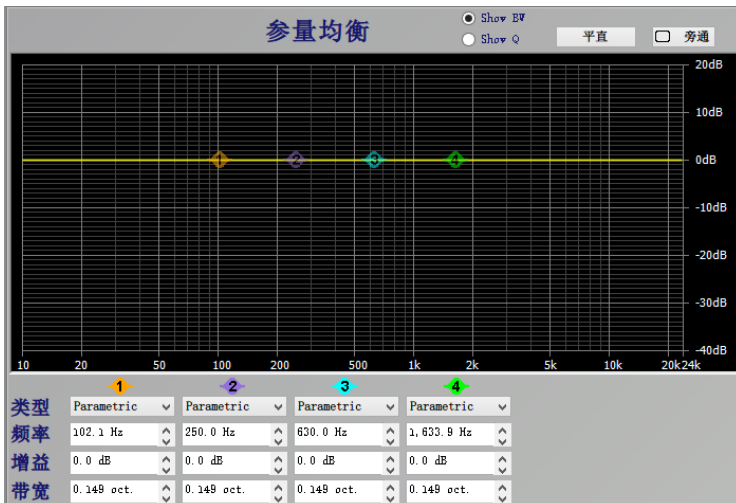 参量均衡
Show BW
Show Q
平直
旁通
20dB
10dB
0dB
-10dB
-20dB
-30dB
-40dB
1 2 3 4
10 20 50 100 200 500 1k 2k 5k 10k 20k24k
1 2 3 4
类型 Parametric Parametric Parametric Parametric
频率 102.1 Hz 250.0 Hz 630.0 Hz 1,633.9 Hz
增益 0.0 dB 0.0 dB 0.0 dB 0.0 dB
带宽 0.149 oct. 0.149 oct. 0.149 oct. 0.149 oct.